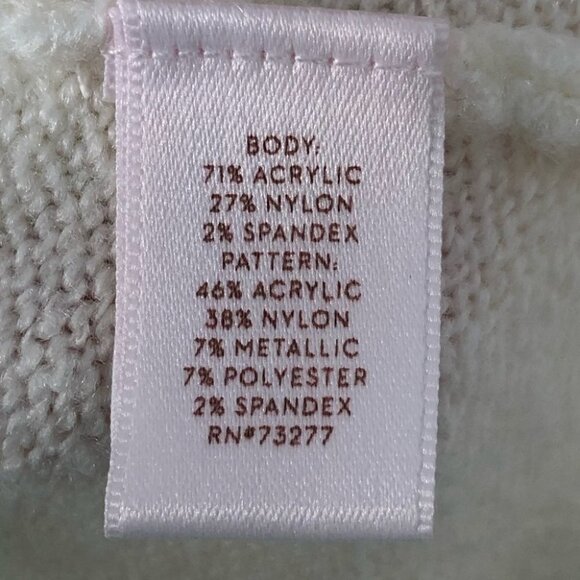 BODY:
71% ACRYLIC
27% NYLON
2% SPANDEX
PATTERN:
46% ACRYLIC
38% NYLON
7% METALLIC
7% POLYESTER
2% SPANDEX
RN#73277